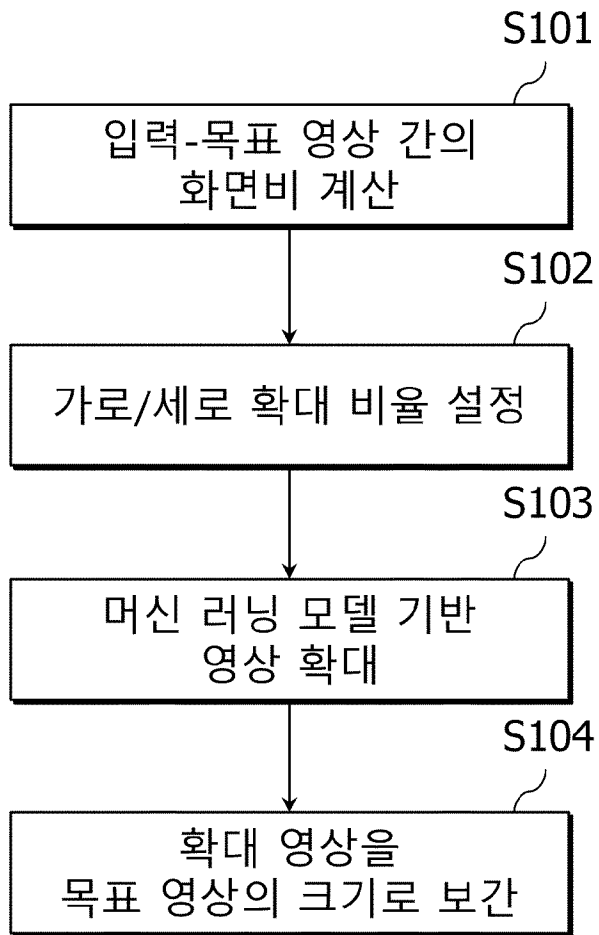 S101
입력-목표 영상 간의
화면비 계산
S102
가로/세로 확대 비율 설정
S103
머신 러닝 모델 기반
영상 확대
S104
확대 영상을
목표 영상의 크기로 보간